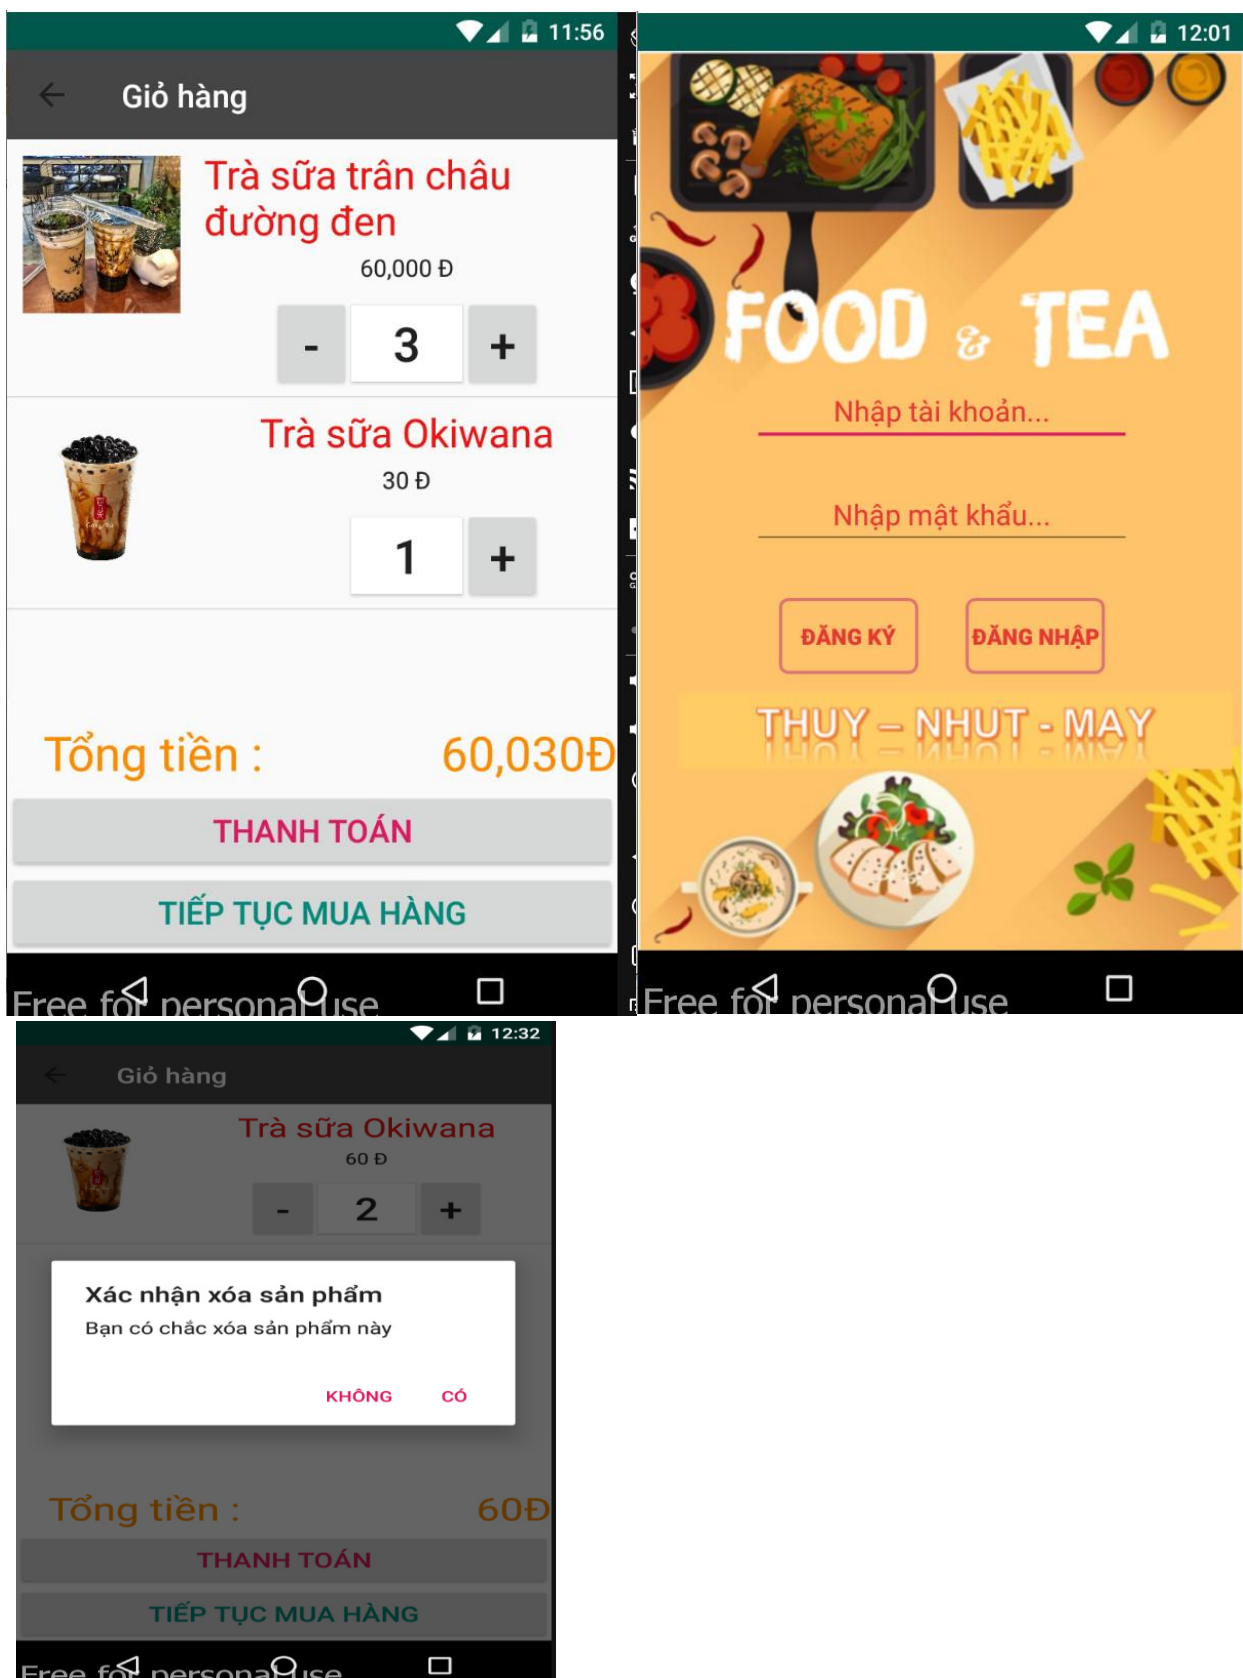 11:56
Giỏ hàng
Trà sữa trân châu
đường đen
60,000 Đ
- 3 +
Trà sữa Okiwana
30 Đ
1 +
Tổng tiền : 60,030Đ
THANH TOÁN
TIẾP TỤC MUA HÀNG
Free for personal use
12:01
FOOD & TEA
Nhập tài khoản...
Nhập mật khẩu...
ĐĂNG KÝ ĐĂNG NHẬP
THUY – NHUT - MAY
Free for personal use
12:32
Giỏ hàng
Trà sữa Okiwana
60 Đ
- 2 +
Xác nhận xóa sản phẩm
Bạn có chắc xóa sản phẩm này
KHÔNG CÓ
Tổng tiền : 60Đ
THANH TOÁN
TIẾP TỤC MUA HÀNG
Free for personal use